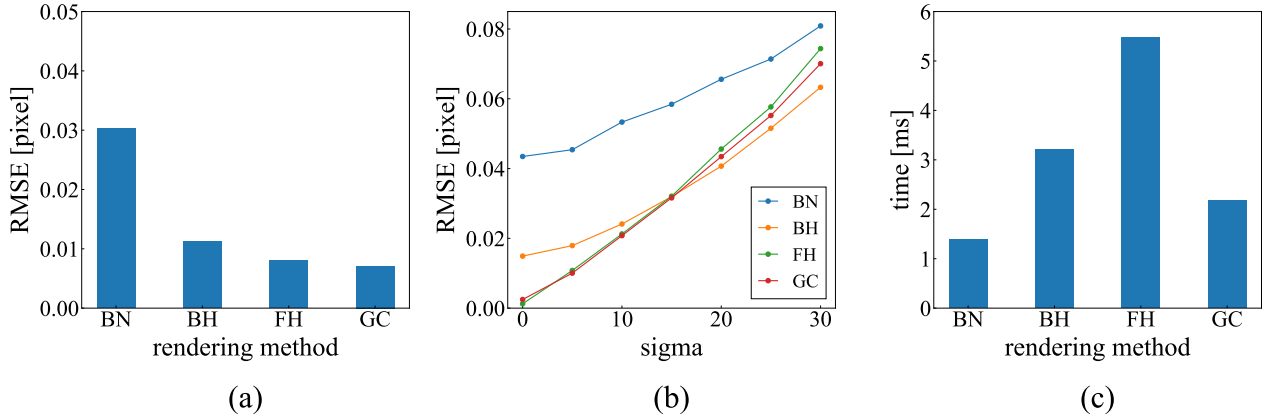 0.05
0.04
0.03
0.02
0.01
0.00
RMSE [pixel]
BN BH FH GC
rendering method
(a)
0.08
0.06
0.04
0.02
0.00
RMSE [pixel]
BN
BH
FH
GC
0 10 20 30
sigma
(b)
6
5
4
3
2
1
0
time [ms]
BN BH FH GC
rendering method
(c)